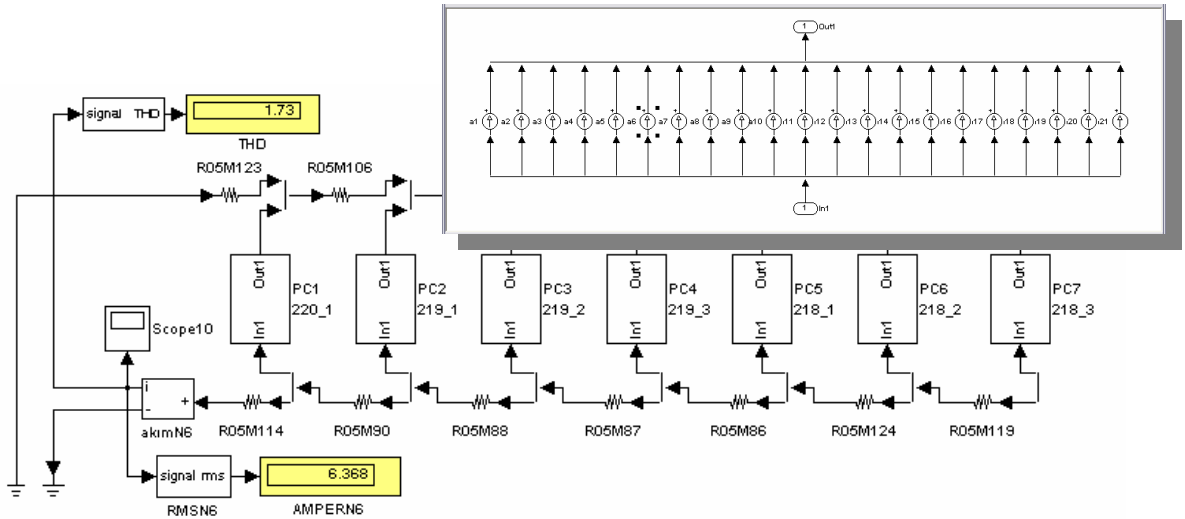 1 Out1
a1 a2 a3 a4 a5 a6 a7 a8 a9 a10 r11 r12 r13 r14 r15 r16 r17 r18 r19 r20 r21
1 In1
signal THD
1.73
THD
R05M123 R05M106
Out1 Out1 Out1 Out1 Out1 Out1 Out1
In1 In1 In1 In1 In1 In1 In1
PC1 PC2 PC3 PC4 PC5 PC6 PC7
220_1 219_1 219_2 219_3 218_1 218_2 218_3
Scope10
i
- +
akımN6
R05M114 R05M90 R05M88 R05M87 R05M86 R05M124 R05M119
signal rms
6.368
RMSN6
AMPERN6